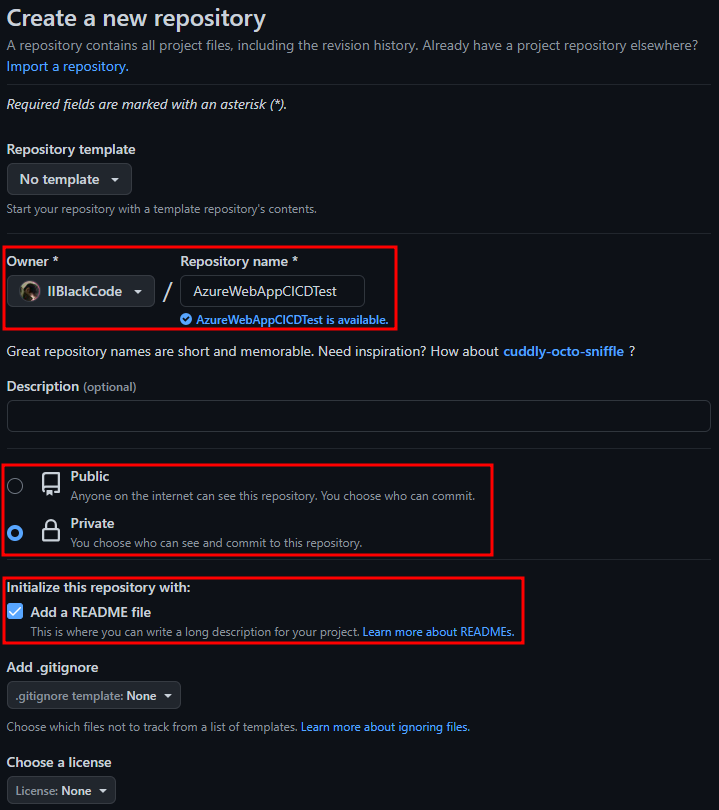 Create a new repository
A repository contains all project files, including the revision history. Already have a project repository elsewhere?
Import a repository.
Required fields are marked with an asterisk (*).
Repository template
No template
Start your repository with a template repository's contents.
Owner * Repository name *
IIBlackCode / AzureWebAppCICDTest
AzureWebAppCICDTest is available.
Great repository names are short and memorable. Need inspiration? How about cuddly-octo-sniffle ?
Description (optional)
Public
Anyone on the internet can see this repository. You choose who can commit.
Private
You choose who can see and commit to this repository.
Initialize this repository with:
Add a README file
This is where you can write a long description for your project. Learn more about READMEs.
Add .gitignore
.gitignore template: None
Choose which files not to track from a list of templates. Learn more about ignoring files.
Choose a license
License: None